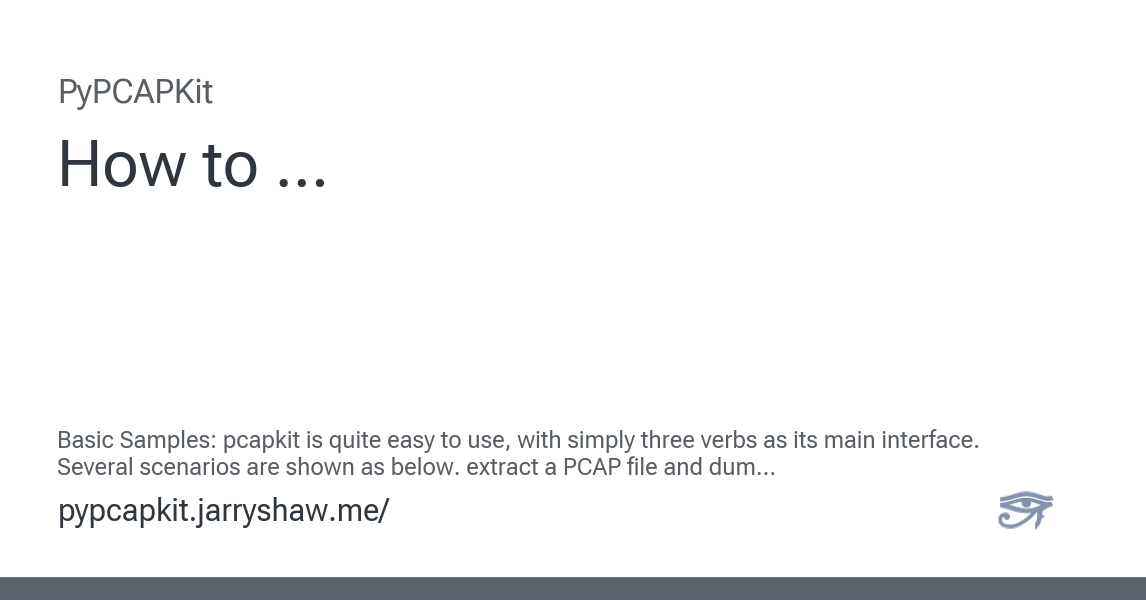 PyPCAPKit
How to ...
Basic Samples: pcapkit is quite easy to use, with simply three verbs as its main interface.
Several scenarios are shown as below. extract a PCAP file and dum...
pypcapkit.jarryshaw.me/